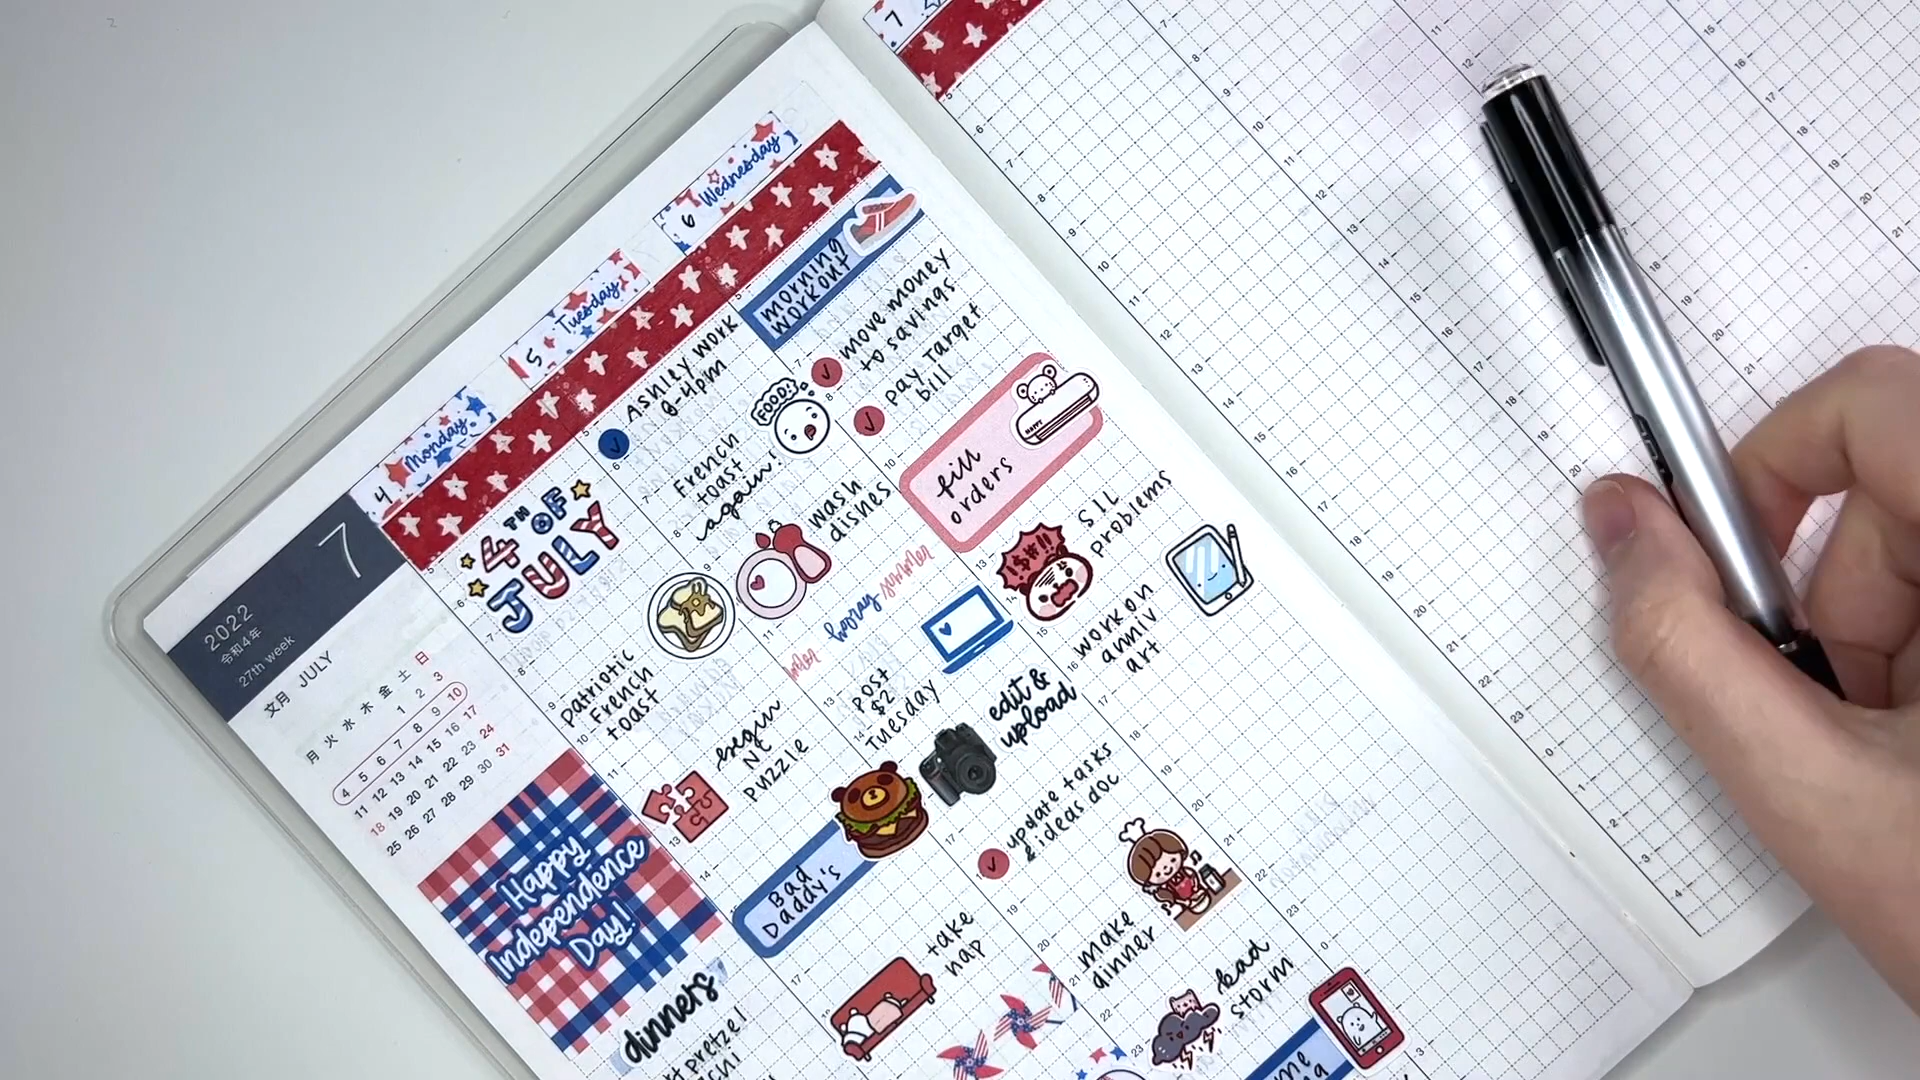 7
2022
令和4年
27th week
文月 JULY
月 火 水 木 金 土 日
1 2 3
4 5 6 7 8 9 10
11 12 13 14 15 16 17
18 19 20 21 22 23 24
25 26 27 28 29 30 31
Happy
Independence
Day!
dinners
4 Monday
4TH OF
JULY
patriotic
French
toast
begin
NC
puzzle
Bad
Daddy's
5 Tuesday
Ashley work
8-4pm
French
toast
again!
FOOD!
wash
dishes
hooray summer
post
$2
Tuesday
edit &
upload
update tasks
& ideas doc
take
nap
6 Wednesday
morning
workout
move money
to savings
pay Target
bill
HAPPY
fill
orders
!$#!!
SIL
problems
work on
anniv
art
make
dinner
bad
storm
7